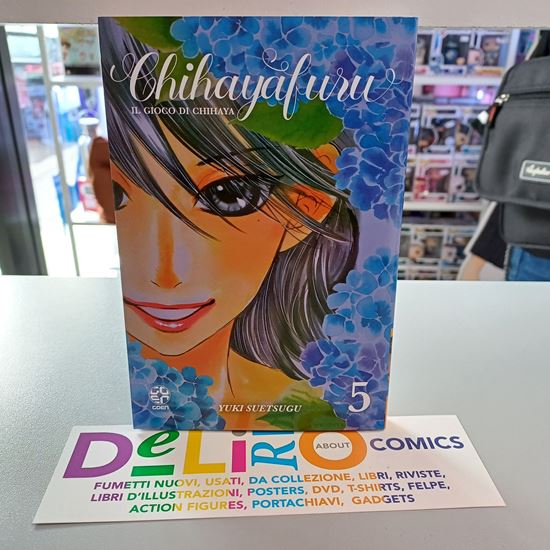 Chihayafuru
IL GIOCO DI CHIHAYA
GOEN
YUKI SUETSUGU
5
DeLiRO ABOUT COMICS
FUMETTI NUOVI, USATI, DA COLLEZIONE, LIBRI, RIVISTE,
LIBRI D'ILLUSTRAZIONI, POSTERS, DVD, T-SHIRTS, FELPE,
ACTION FIGURES, PORTACHIAVI, GADGETS